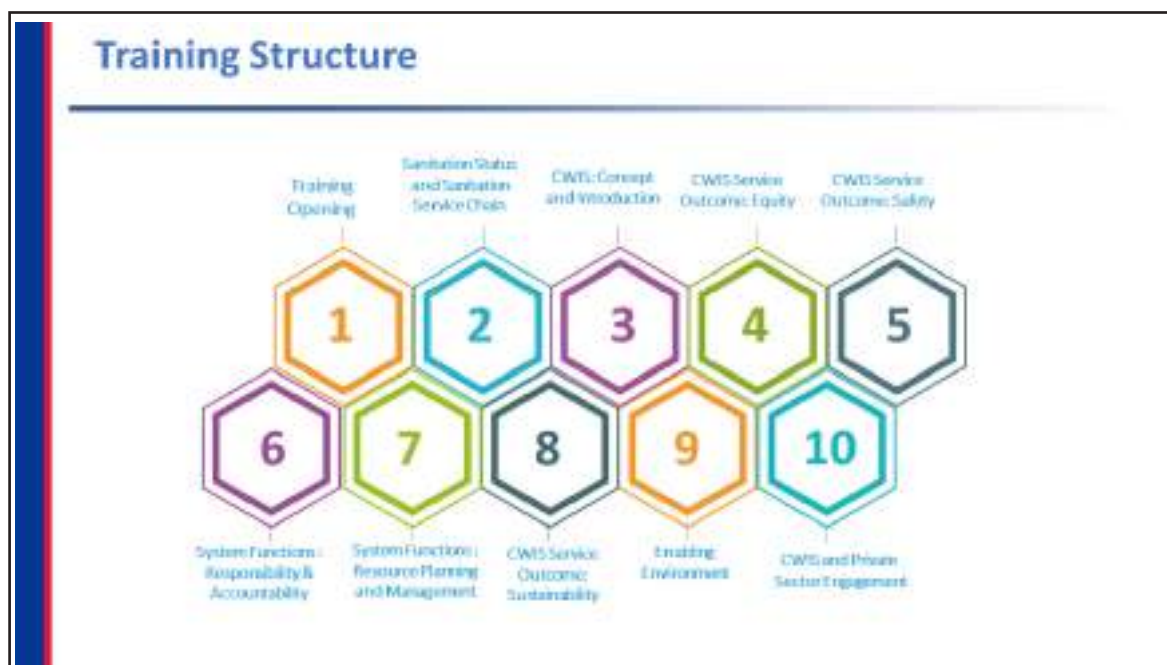 Training Structure
Training
Opening
Sanitation Status
and Sanitation
Service Chain
CWIS: Concept
and Introduction
CWIS Service
Outcome: Equity
CWIS Service
Outcome: Safety
1
2
3
4
5
6
7
8
9
10
System Functions :
Responsibility &
Accountability
System Functions :
Resource Planning
and Management
CWIS Service
Outcome:
Sustainability
Enabling
Environment
CWIS and Private
Sector Engagement